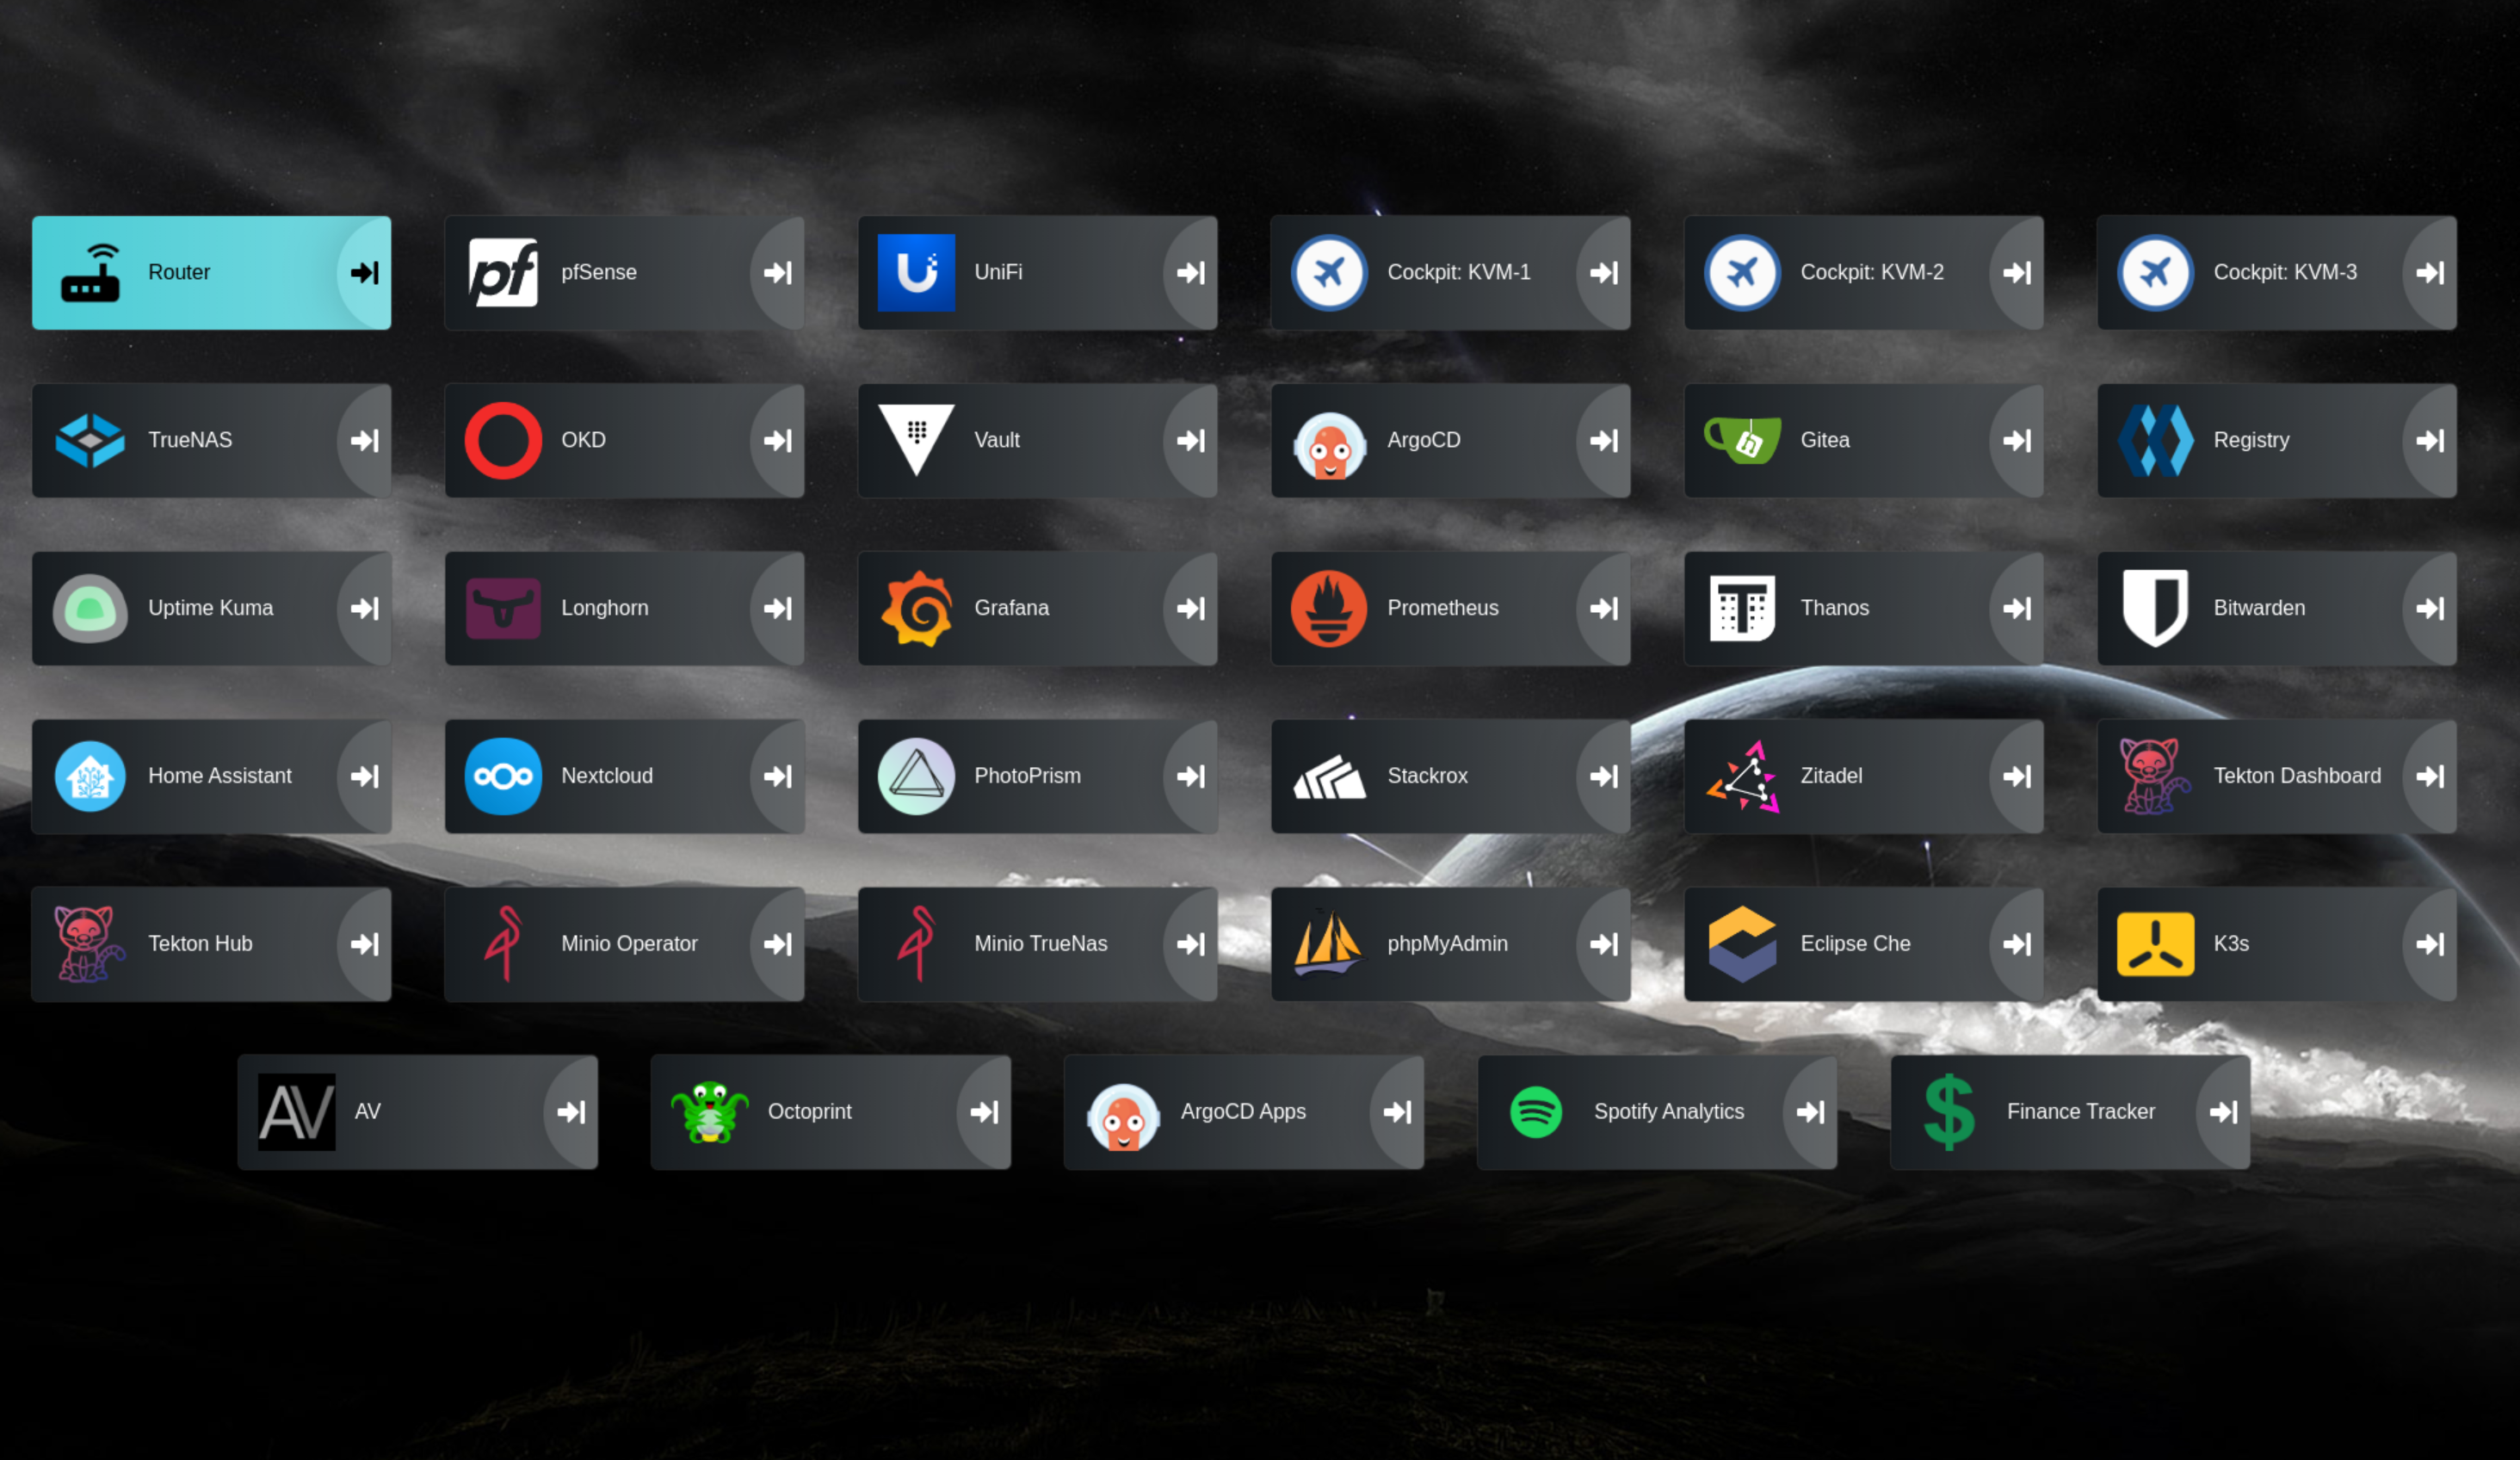 Router
pfSense
UniFi
Cockpit: KVM-1
Cockpit: KVM-2
Cockpit: KVM-3
TrueNAS
OKD
Vault
ArgoCD
Gitea
Registry
Uptime Kuma
Longhorn
Grafana
Prometheus
Thanos
Bitwarden
Home Assistant
Nextcloud
PhotoPrism
Stackrox
Zitadel
Tekton Dashboard
Tekton Hub
Minio Operator
Minio TrueNas
phpMyAdmin
Eclipse Che
K3s
AV
AV
Octoprint
ArgoCD Apps
Spotify Analytics
Finance Tracker
pf
U
T
$